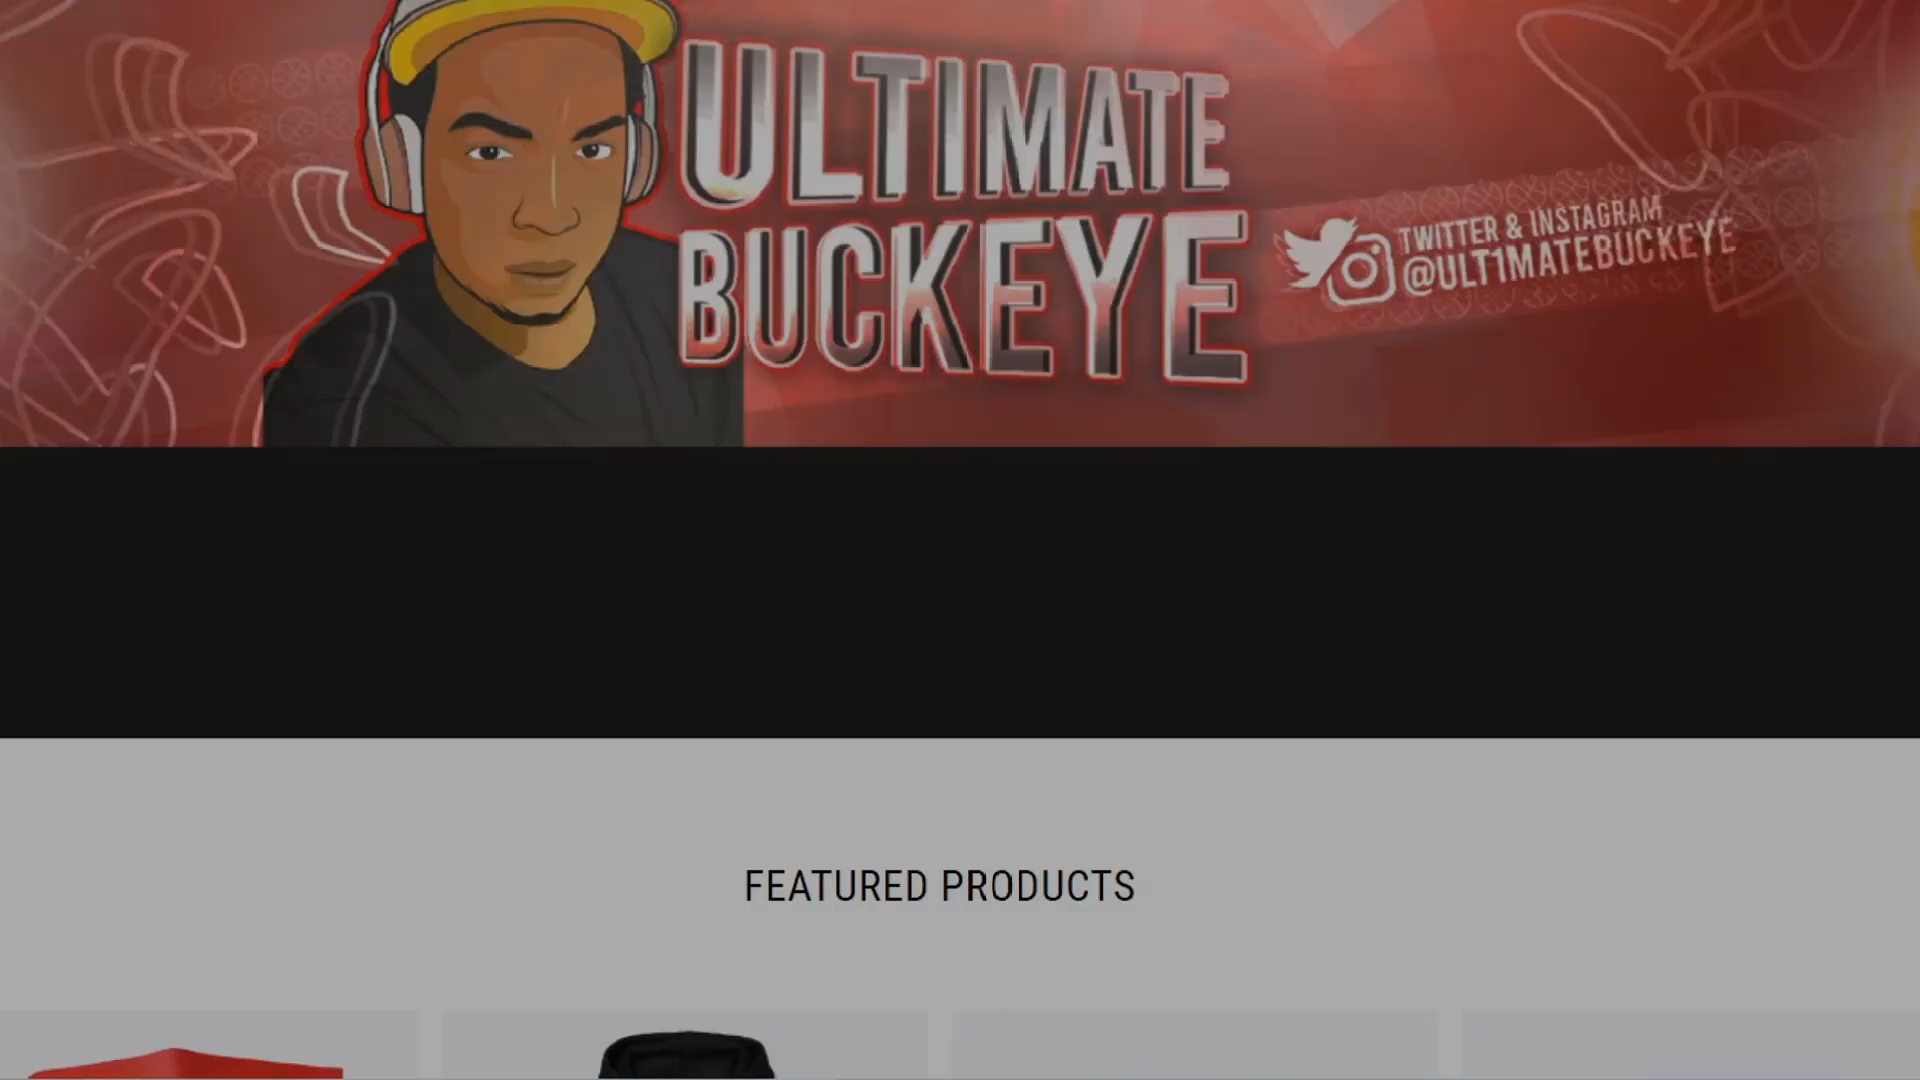 ULTIMATE
BUCKEYE
TWITTER & INSTAGRAM
@ULT1MATEBUCKEYE
FEATURED PRODUCTS